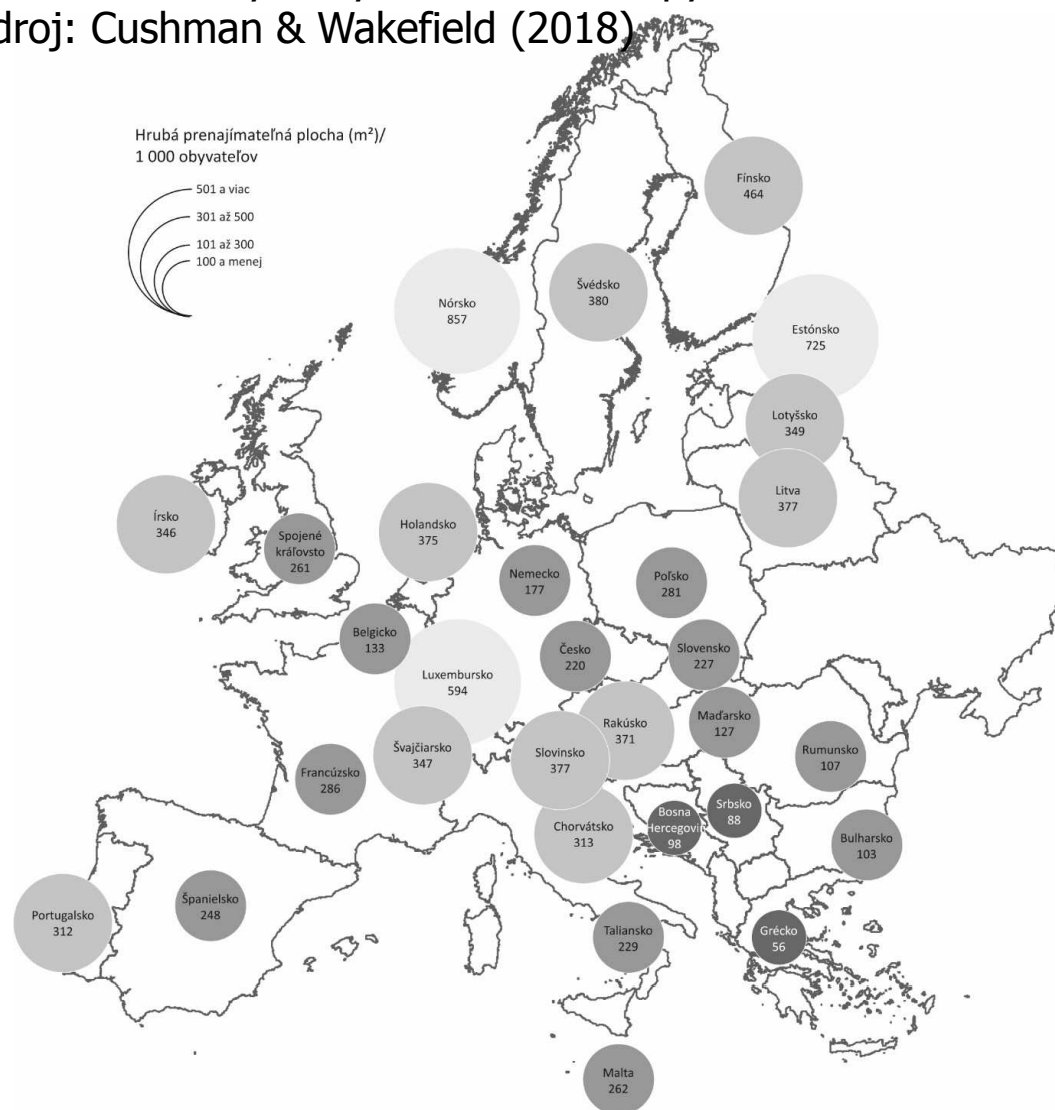 droj: Cushman & Wakefield (2018)
Hrubá prenajímateľná plocha (m²)/
1 000 obyvateľov
501 a viac
301 až 500
101 až 300
100 a menej
Fínsko
464
Švédsko
380
Nórsko
857
Estónsko
725
Lotyšsko
349
Litva
377
Írsko
346
Spojené
kráľovsto
261
Holandsko
375
Nemecko
177
Poľsko
281
Belgicko
133
Česko
220
Slovensko
227
Luxembursko
594
Maďarsko
127
Rakúsko
371
Švajčiarsko
347
Slovinsko
377
Rumunsko
107
Francúzsko
286
Srbsko
88
Bosna
Hercegovin
98
Chorvátsko
313
Bulharsko
103
Španielsko
248
Portugalsko
312
Taliansko
229
Grécko
56
Malta
262